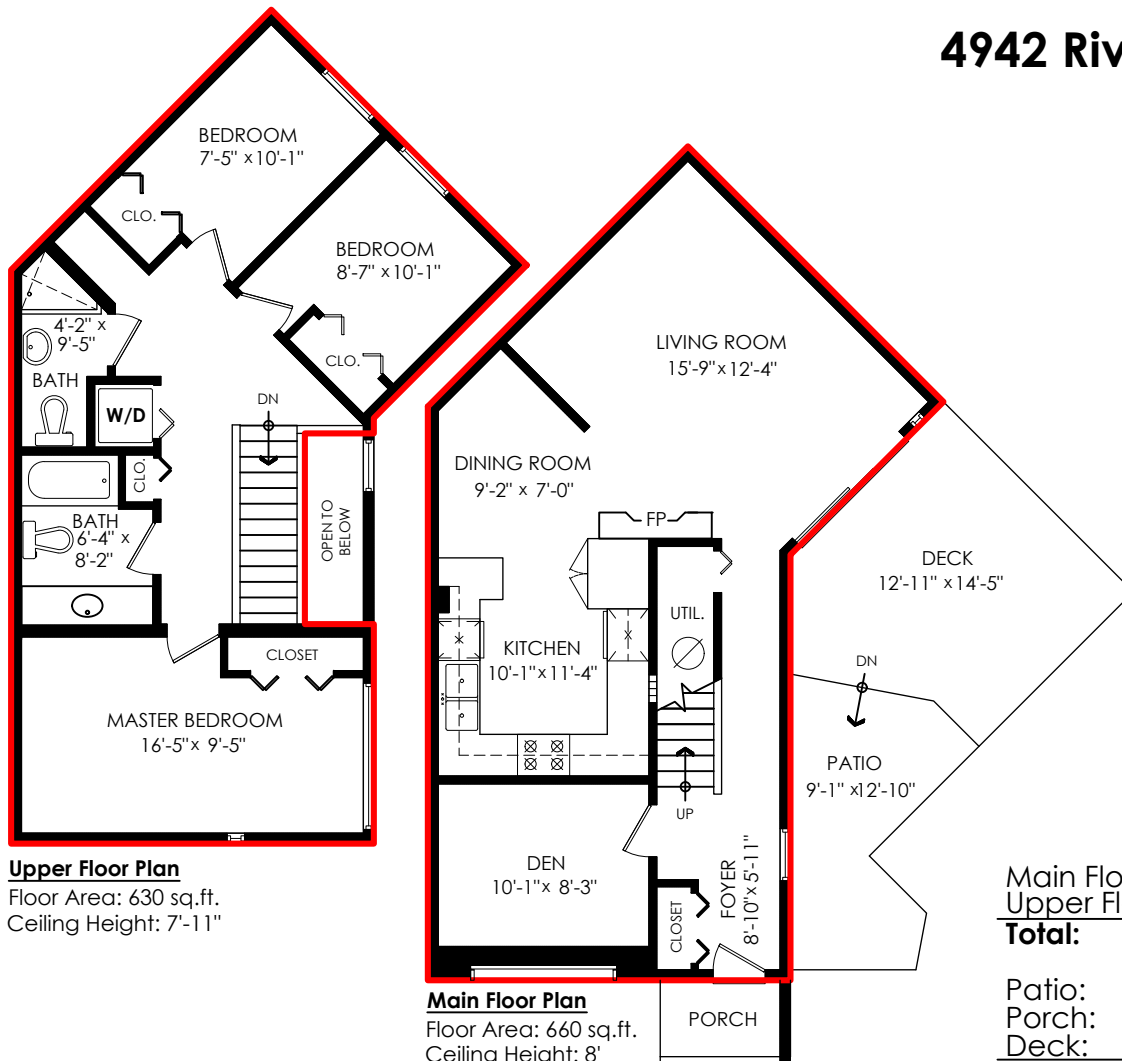 4942 Riv
BEDROOM
7'-5" x 10'-1"
CLO.
BEDROOM
8'-7" x 10'-1"
CLO.
4'-2" x
9'-5"
BATH
W/D
DN
CLO.
BATH
6'-4" x
8'-2"
OPEN TO
BELOW
CLOSET
MASTER BEDROOM
16'-5" x 9'-5"
Upper Floor Plan
Floor Area: 630 sq.ft.
Ceiling Height: 7'-11"
LIVING ROOM
15'-9" x 12'-4"
DINING ROOM
9'-2" x 7'-0"
FP
UTIL.
KITCHEN
10'-1" x 11'-4"
DECK
12'-11" x 14'-5"
DN
PATIO
9'-1" x 12'-10"
UP
DEN
10'-1" x 8'-3"
FOYER
8'-10" x 5'-11"
CLOSET
PORCH
Main Floor Plan
Floor Area: 660 sq.ft.
Ceiling Height: 8'
Main Flo
Upper Fl
Total:
Patio:
Porch:
Deck: